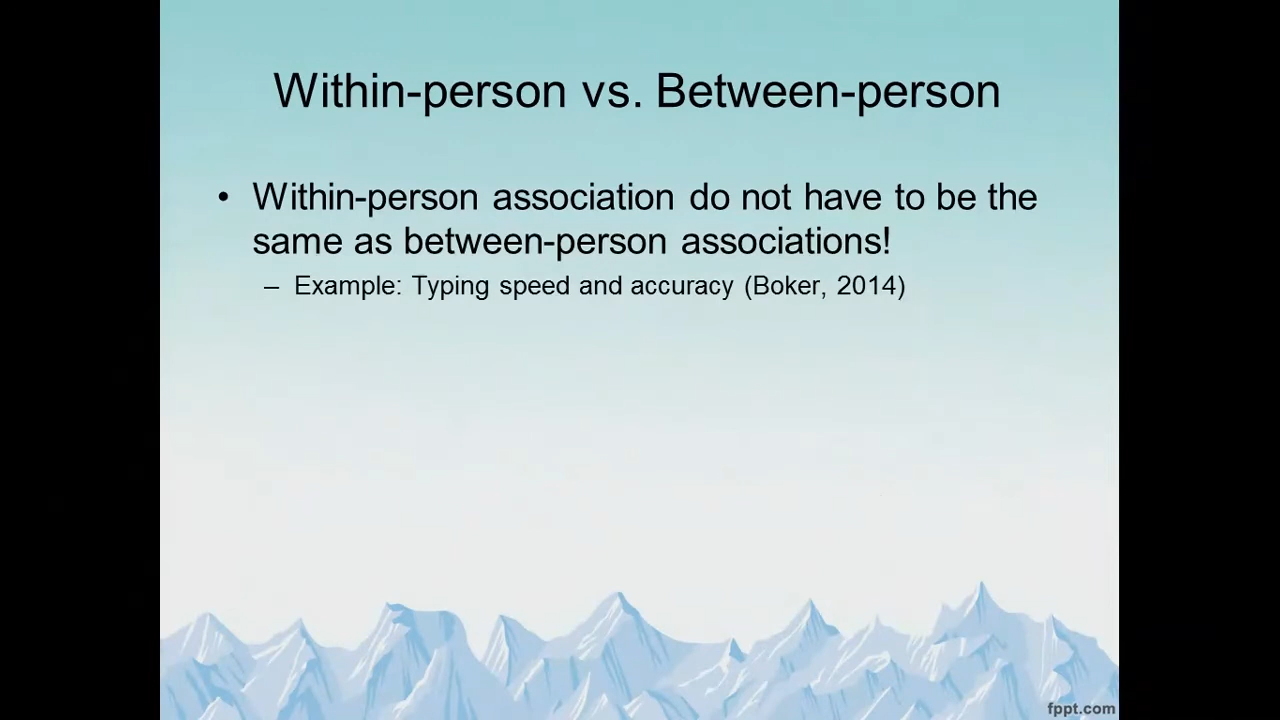 Within-person vs. Between-person
• Within-person association do not have to be the
same as between-person associations!
– Example: Typing speed and accuracy (Boker, 2014)
fppt.com